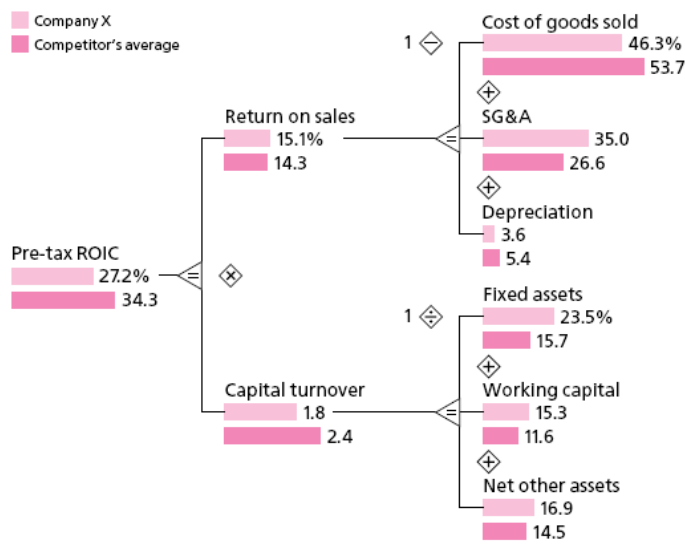 Company X
Competitor's average
Cost of goods sold
1 −
46.3%
53.7
+
Return on sales
15.1%
14.3
=
SG&A
35.0
26.6
+
Depreciation
3.6
5.4
Pre-tax ROIC
27.2%
34.3
=
×
Fixed assets
1 ÷
23.5%
15.7
+
Capital turnover
1.8
2.4
=
Working capital
15.3
11.6
+
Net other assets
16.9
14.5